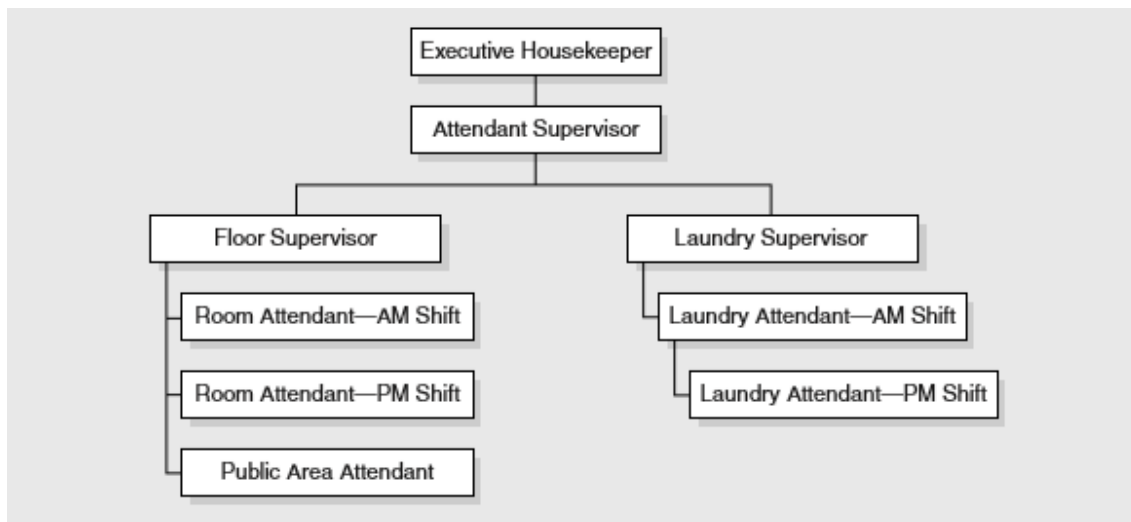 Executive Housekeeper
Attendant Supervisor
Floor Supervisor
Laundry Supervisor
Room Attendant—AM Shift
Laundry Attendant—AM Shift
Room Attendant—PM Shift
Laundry Attendant—PM Shift
Public Area Attendant